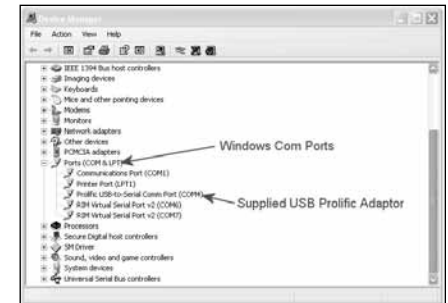 Device Manager
File Action View Help
IEEE 1394 Bus host controllers
Imaging devices
Keyboards
Mice and other pointing devices
Modems
Monitors
Network adapters
Other devices
PCMCIA adapters
Ports (COM & LPT)
Communications Port (COM1)
Printer Port (LPT1)
Prolific USB-to-Serial Comm Port (COM4)
RIM Virtual Serial Port v2 (COM6)
RIM Virtual Serial Port v2 (COM7)
Processors
Secure Digital host controllers
SM Driver
Sound, video and game controllers
System devices
Universal Serial Bus controllers
Windows Com Ports
Supplied USB Prolific Adaptor